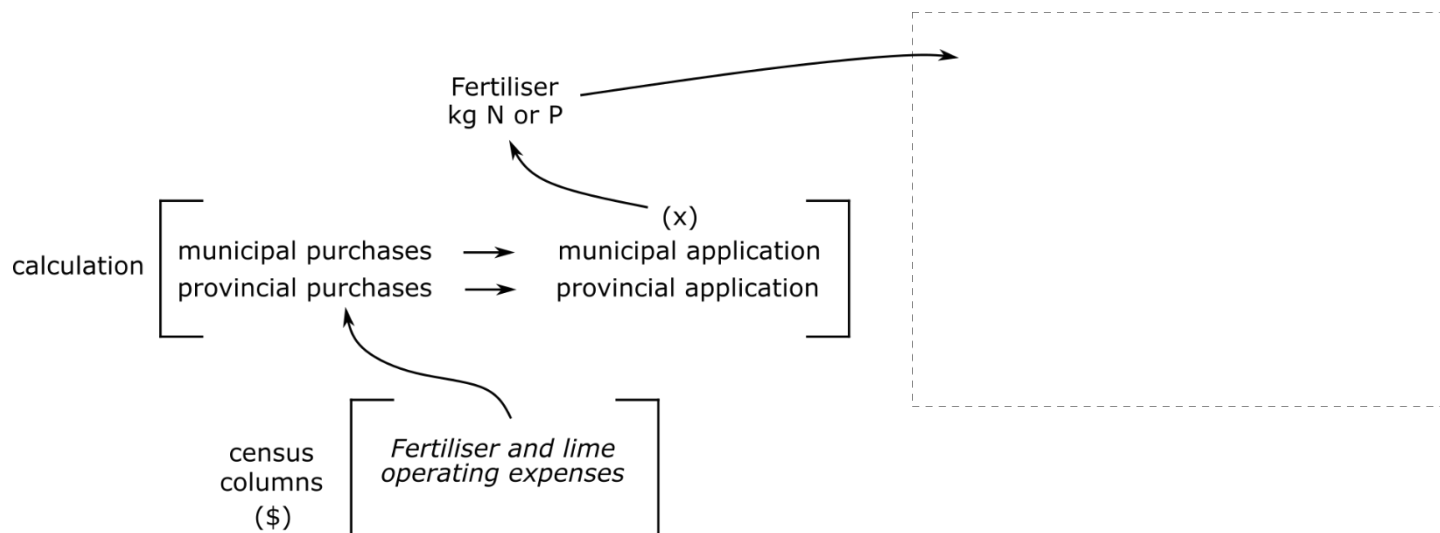 Fertiliser
kg N or P
(x)
calculation
municipal purchases
municipal application
provincial purchases
provincial application
census
columns
($)
Fertiliser and lime
operating expenses